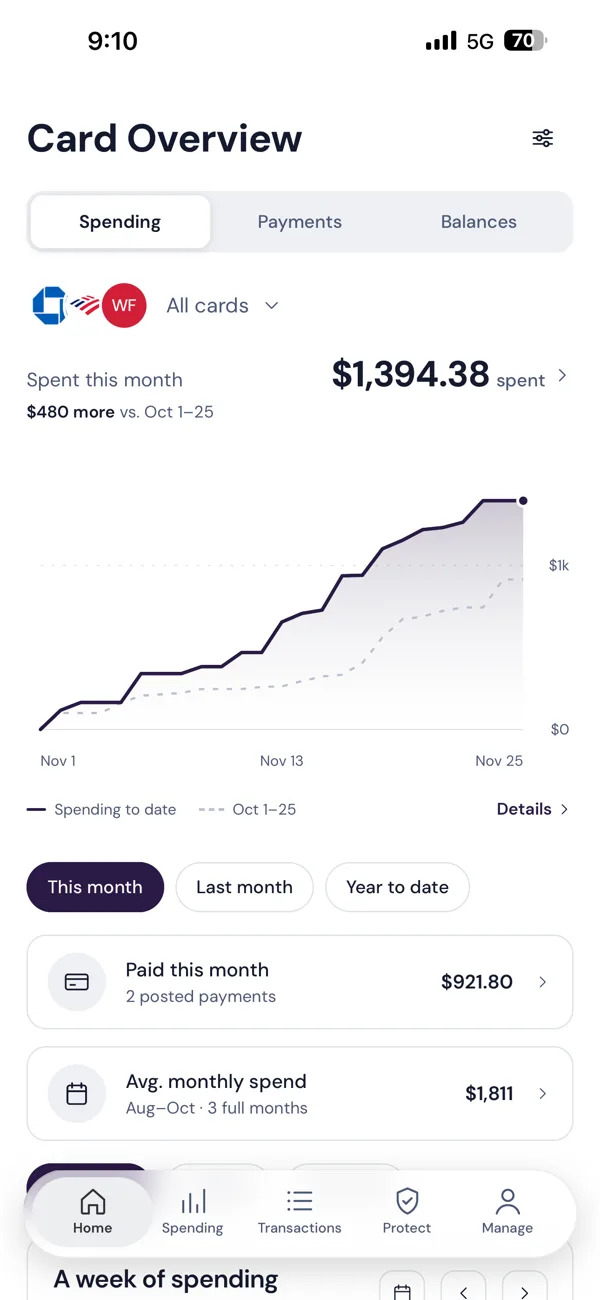 9:10
5G 70
Card Overview
Spending Payments Balances
WF All cards
Spent this month $1,394.38 spent
$480 more vs. Oct 1–25
$1k
$0
Nov 1 Nov 13 Nov 25
Spending to date Oct 1–25 Details
This month Last month Year to date
Paid this month
2 posted payments
$921.80
Avg. monthly spend
Aug–Oct · 3 full months
$1,811
Home Spending Transactions Protect Manage
A week of spending